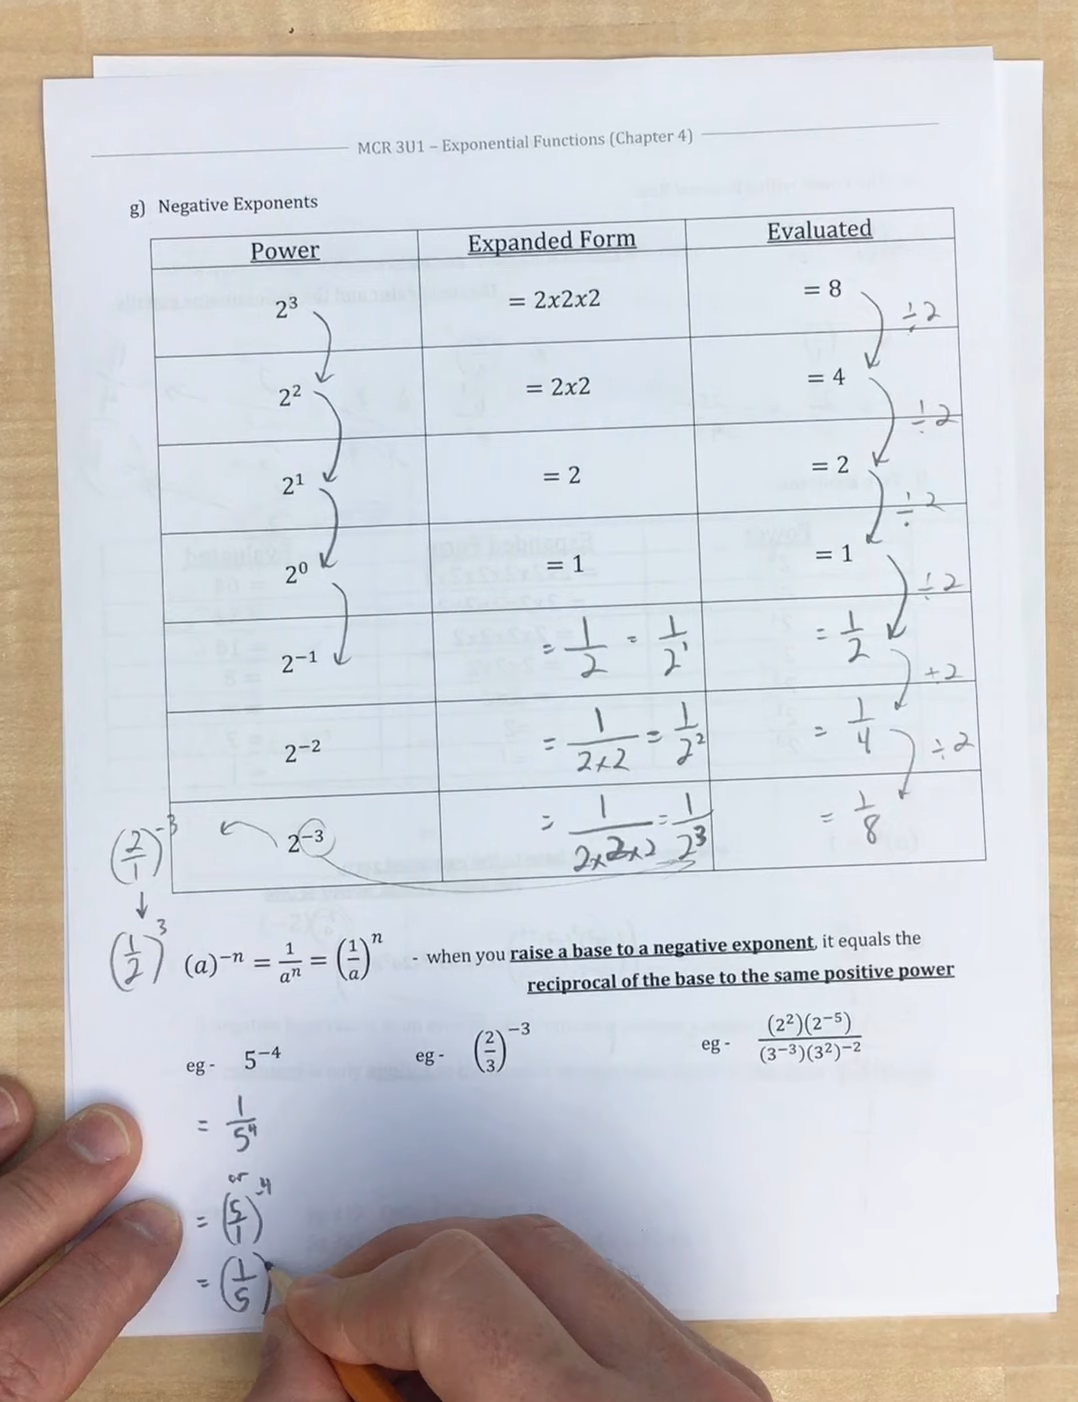 MCR 3U1 – Exponential Functions (Chapter 4)
g) Negative Exponents
Power Expanded Form Evaluated
2³ = 2x2x2 = 8
÷2
2² = 2x2 = 4
÷2
2¹ = 2 = 2
÷2
2⁰ = 1 = 1
÷2
2⁻¹ = 1/2 = 1/2¹ = 1/2
÷2
2⁻² = 1/(2x2) = 1/2² = 1/4
÷2
(2/1)⁻³ 2⁻³ = 1/(2x2x2) = 1/2³ = 1/8
(1/2)³ (a)⁻ⁿ = 1/aⁿ = (1/a)ⁿ - when you raise a base to a negative exponent, it equals the
reciprocal of the base to the same positive power
eg - 5⁻⁴ eg - (2/3)⁻³ eg - (2²)(2⁻⁵)/(3⁻³)(3²)⁻²
= 1/5⁴
or
= (5/1)⁻⁴
= (1/5)